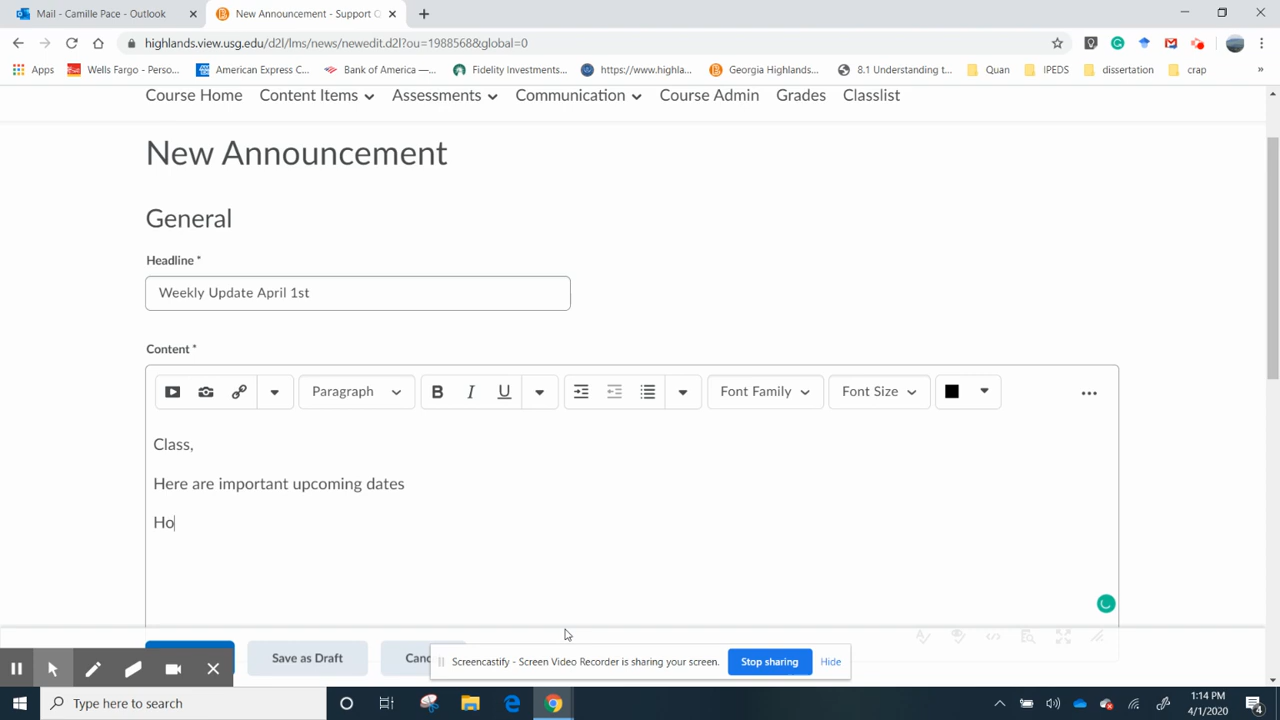 Mail - Camille Pace - Outlook
New Announcement - Support C
highlands.view.usg.edu/d2l/lms/news/newedit.d2l?ou=1988568&global=0
Apps
Wells Fargo - Perso...
American Express C...
Bank of America —...
Fidelity Investments...
https://www.highla...
Georgia Highlands...
8.1 Understanding t...
Quan
IPEDS
dissertation
crap
»
Course Home
Content Items
Assessments
Communication
Course Admin
Grades
Classlist
New Announcement
General
Headline *
Weekly Update April 1st
Content *
Paragraph
B
I
U
Font Family
Font Size
Class,
Here are important upcoming dates
Ho
Save as Draft
Canc
Screencastify - Screen Video Recorder is sharing your screen.
Stop sharing
Hide
Type here to search
1:14 PM
4/1/2020
4